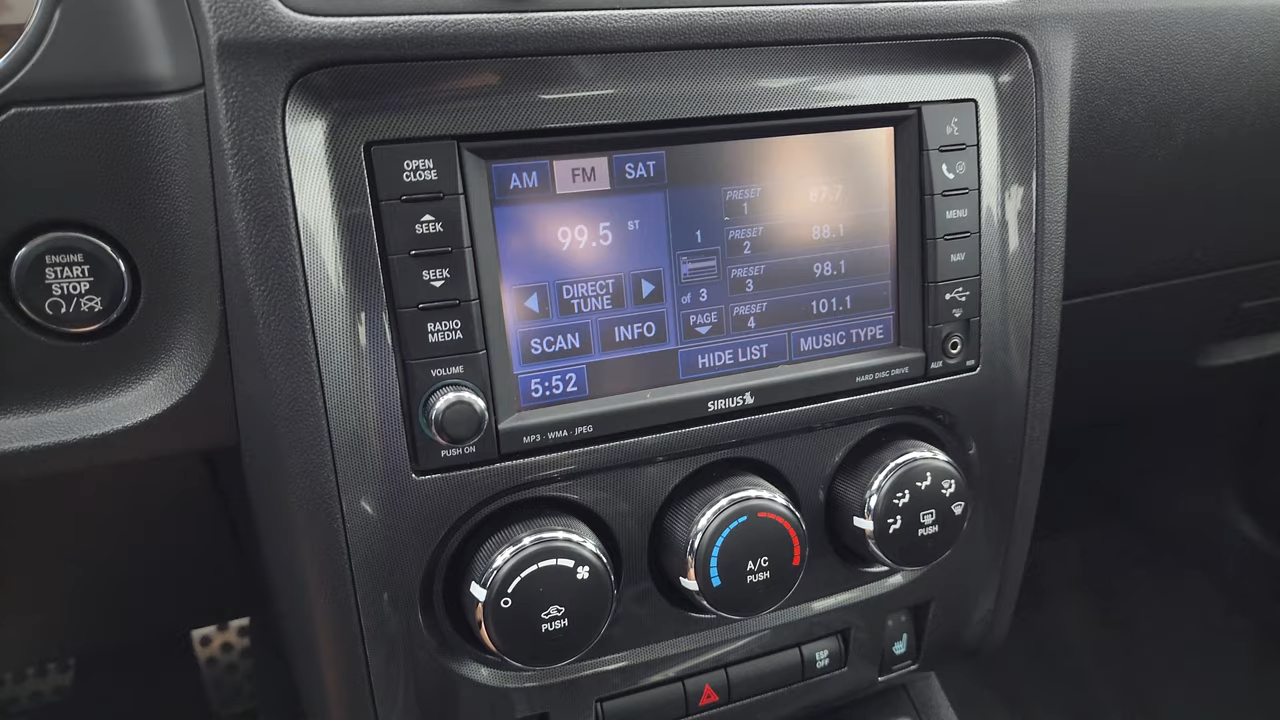 ENGINE
START
STOP
OPEN
CLOSE
SEEK
SEEK
RADIO
MEDIA
VOLUME
PUSH ON
AM
FM
SAT
99.5 ST
DIRECT
TUNE
SCAN
INFO
5:52
1
of 3
PAGE
PRESET
1
87.7
PRESET
2
88.1
PRESET
3
98.1
PRESET
4
101.1
HIDE LIST
MUSIC TYPE
MENU
NAV
AUX
MP3 · WMA · JPEG
SIRIUS
HARD DISC DRIVE
O
PUSH
A/C
PUSH
PUSH
ESP
OFF